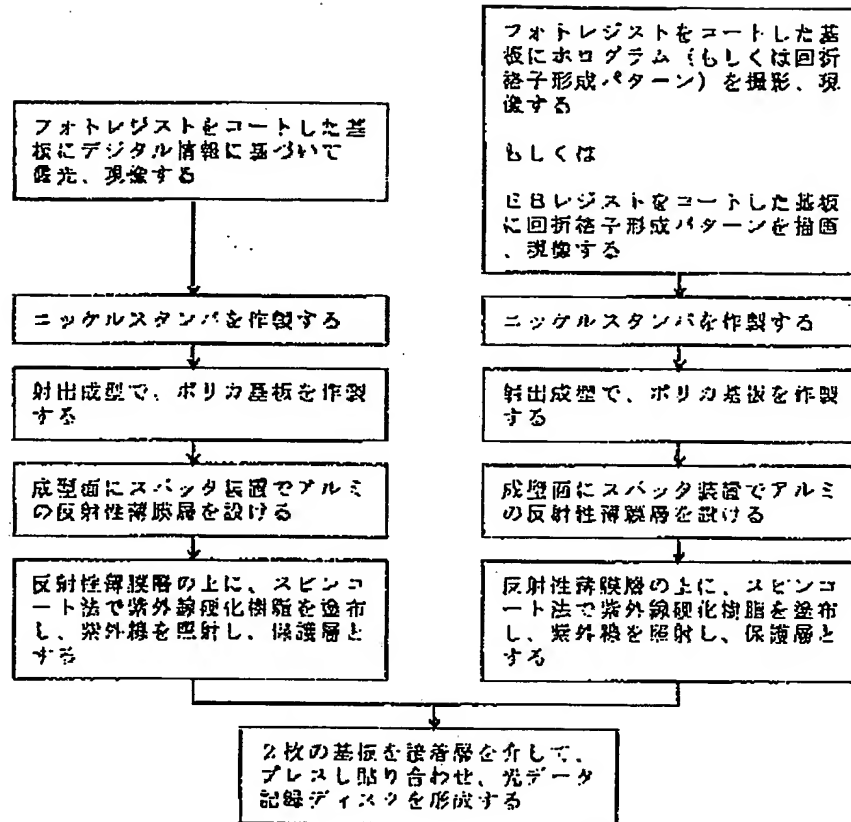 フォトレジストをコートした基
板にデジタル情報に基づいて
露光、現像する
ニッケルスタンパを作製する
射出成型で、ポリカ基板を作製
する
成型面にスパッタ装置でアルミ
の反射性薄膜層を設ける
反射性薄膜層の上に、スピンコ
ート法で紫外線硬化樹脂を塗布
し、紫外線を照射し、保護層と
する
フォトレジストをコートした基
板にホログラム（もしくは回折
格子形成パターン）を撮影、現
像する
もしくは
EBレジストをコートした基板
に回折格子形成パターンを描画
、現像する
ニッケルスタンパを作製する
射出成型で、ポリカ基板を作製
する
成型面にスパッタ装置でアルミ
の反射性薄膜層を設ける
反射性薄膜層の上に、スピンコ
ート法で紫外線硬化樹脂を塗布
し、紫外線を照射し、保護層と
する
2枚の基板を接着層を介して、
プレスし貼り合わせ、光データ
記録ディスクを形成する